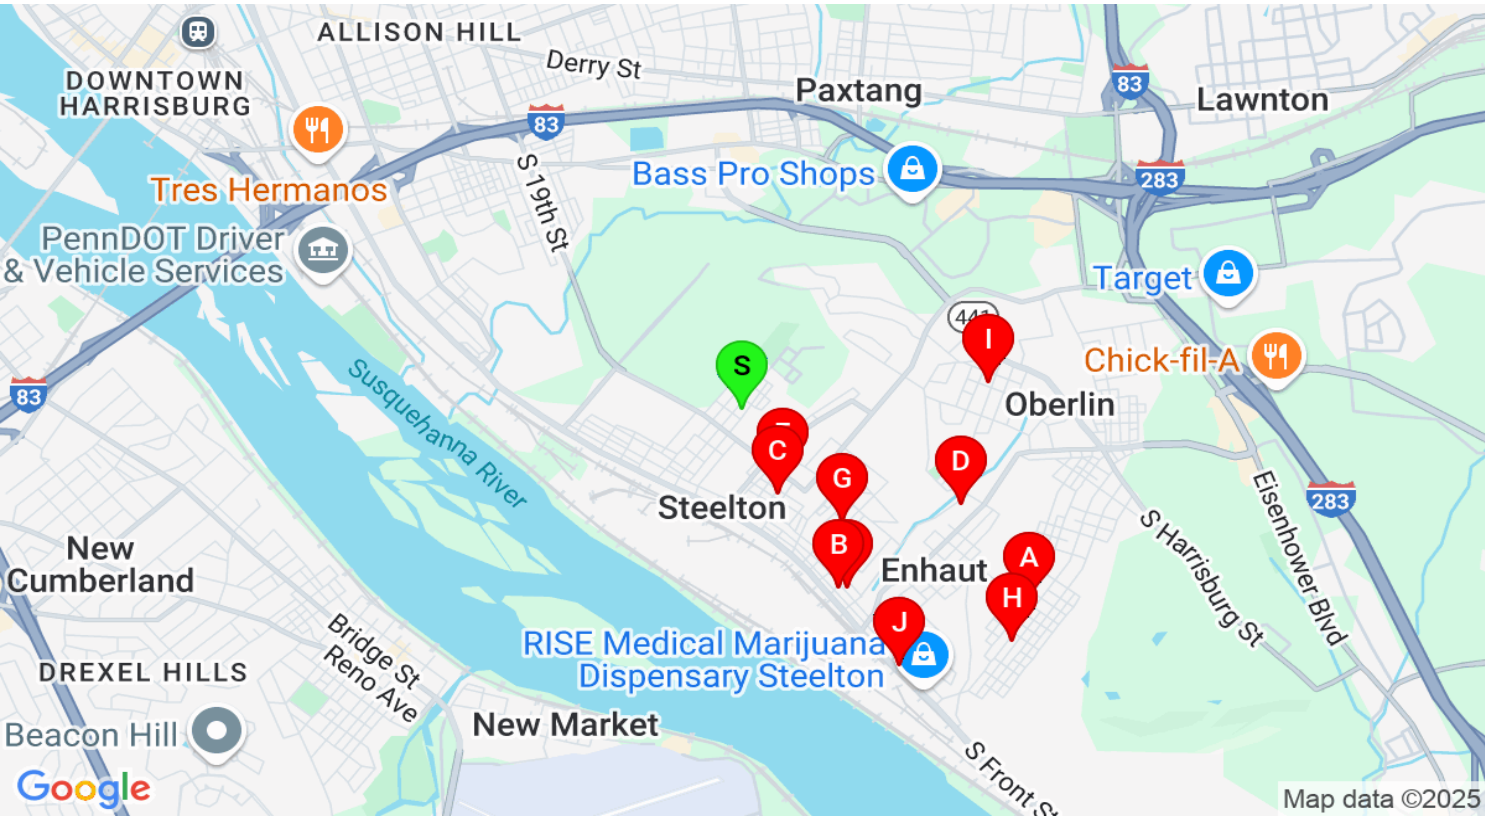 ALLISON HILL
Derry St
DOWNTOWN
HARRISBURG
Paxtang
83
Lawnton
83
Bass Pro Shops
283
Tres Hermanos
S 19th St
PennDOT Driver
& Vehicle Services
Target
441
I
S
Chick-fil-A
83
Susquehanna River
Oberlin
C
D
G
Steelton
283
Eisenhower Blvd
S Harrisburg St
New
Cumberland
B
Enhaut
A
H
J
RISE Medical Marijuana
Dispensary Steelton
Bridge St
Reno Ave
DREXEL HILLS
New Market
Beacon Hill
S Front St
Google
Map data ©2025